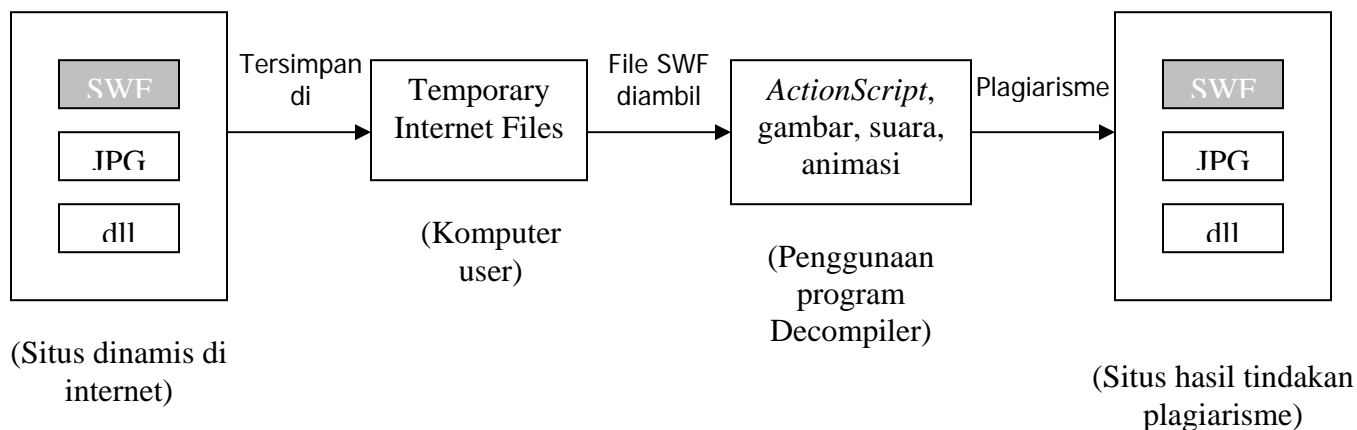 SWF
JPG
dll
(Situs dinamis di
internet)
Tersimpan
di
Temporary
Internet Files
(Komputer
user)
File SWF
diambil
ActionScript,
gambar, suara,
animasi
(Penggunaan
program
Decompiler)
Plagiarisme
SWF
JPG
dll
(Situs hasil tindakan
plagiarisme)